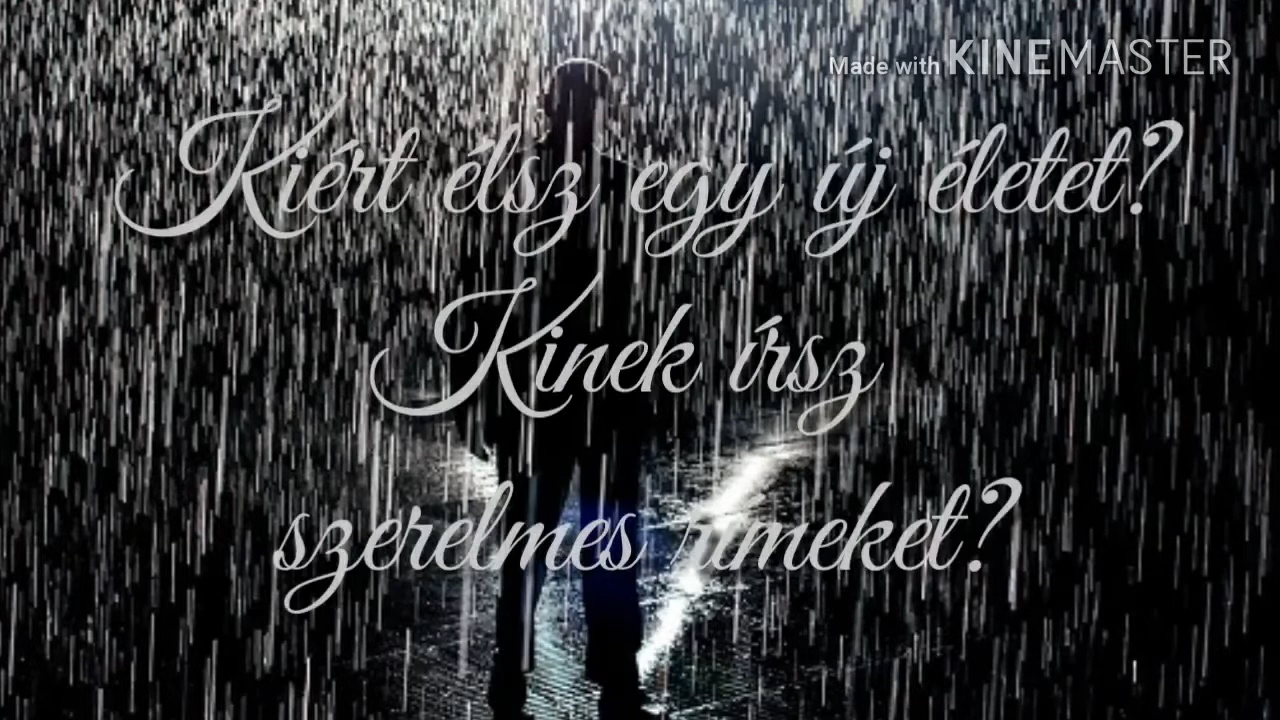 Made with KINEMASTER
Kiért élsz egy új életet?
Kinek írsz
szerelmes rímeket?